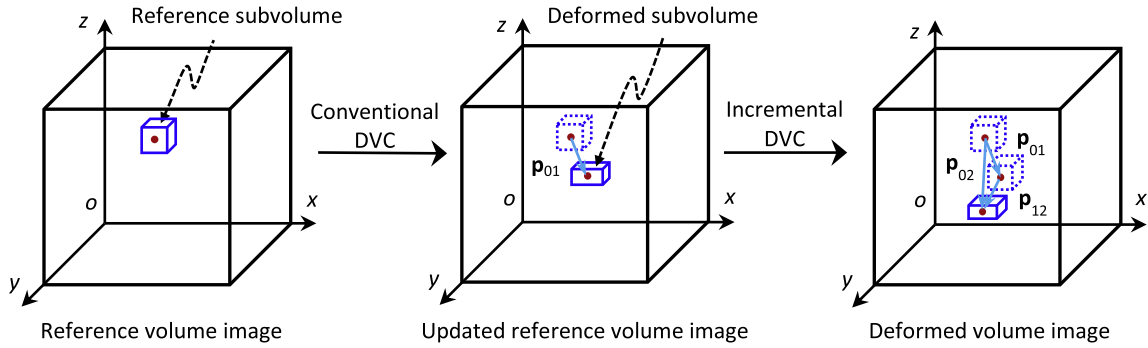 Reference subvolume
Deformed subvolume
z
z
z
Conventional
DVC
Incremental
DVC
p01
p01
p02
p12
o
x
o
x
o
x
y
y
y
Reference volume image
Updated reference volume image
Deformed volume image